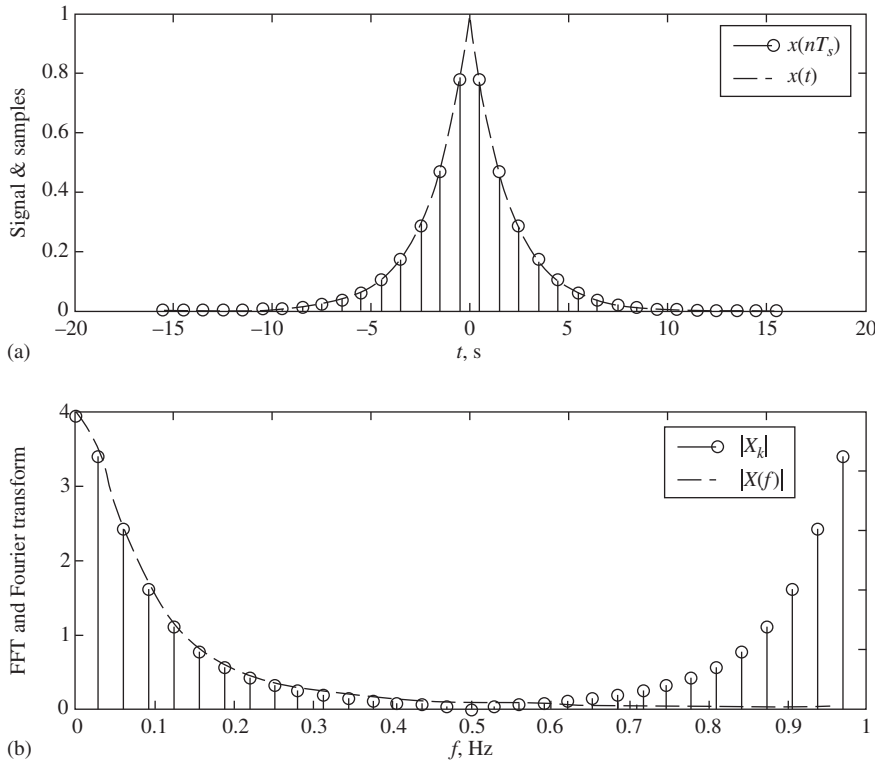 1
0.8
0.6
0.4
0.2
0
Signal & samples
x(nTₛ)
x(t)
–20 –15 –10 –5 0 5 10 15 20
t, s
(a)
4
3
2
1
0
FFT and Fourier transform
|Xₖ|
|X(f)|
0 0.1 0.2 0.3 0.4 0.5 0.6 0.7 0.8 0.9 1
f, Hz
(b)